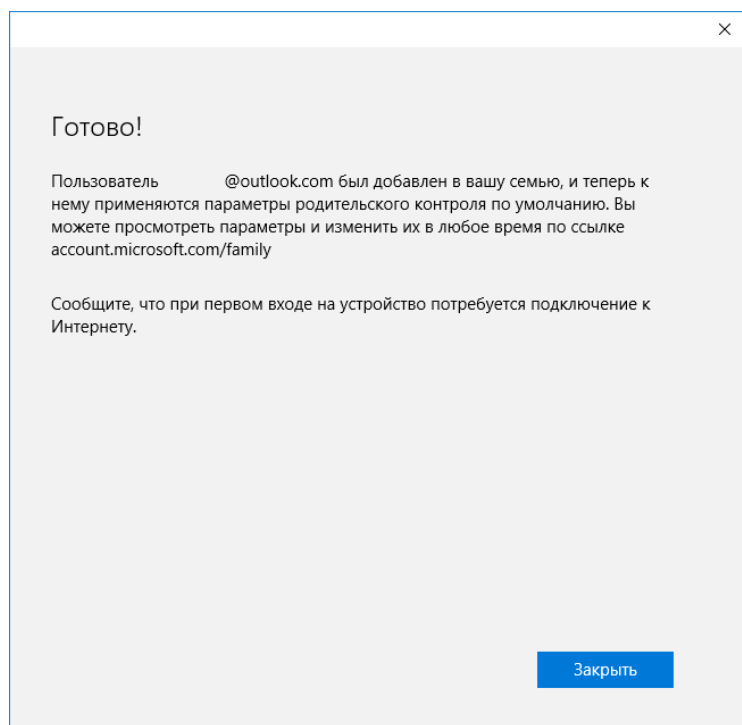 Готово!
Пользователь @outlook.com был добавлен в вашу семью, и теперь к
нему применяются параметры родительского контроля по умолчанию. Вы
можете просмотреть параметры и изменить их в любое время по ссылке
account.microsoft.com/family
Сообщите, что при первом входе на устройство потребуется подключение к
Интернету.
Закрыть